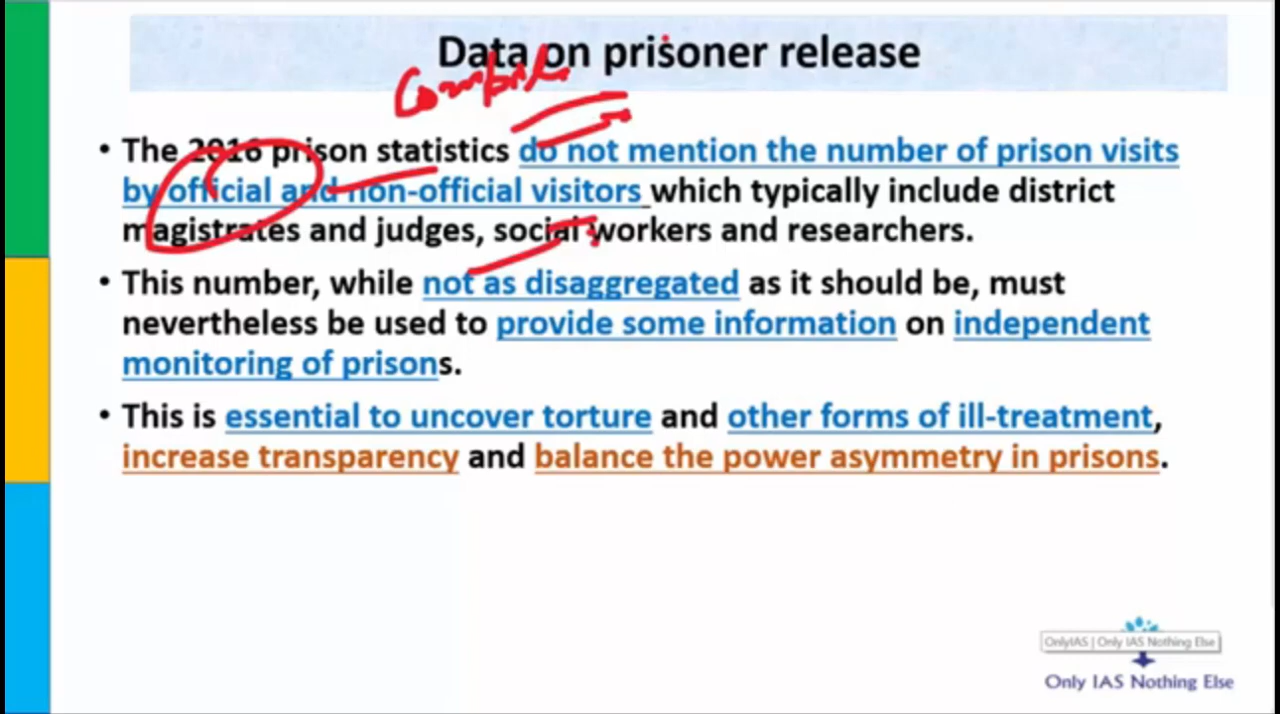 Data on prisoner release
• The 2016 prison statistics do not mention the number of prison visits
by official and non-official visitors which typically include district
magistrates and judges, social workers and researchers.
• This number, while not as disaggregated as it should be, must
nevertheless be used to provide some information on independent
monitoring of prisons.
• This is essential to uncover torture and other forms of ill-treatment,
increase transparency and balance the power asymmetry in prisons.
OnlyIAS | Only IAS Nothing Else
Only IAS Nothing Else